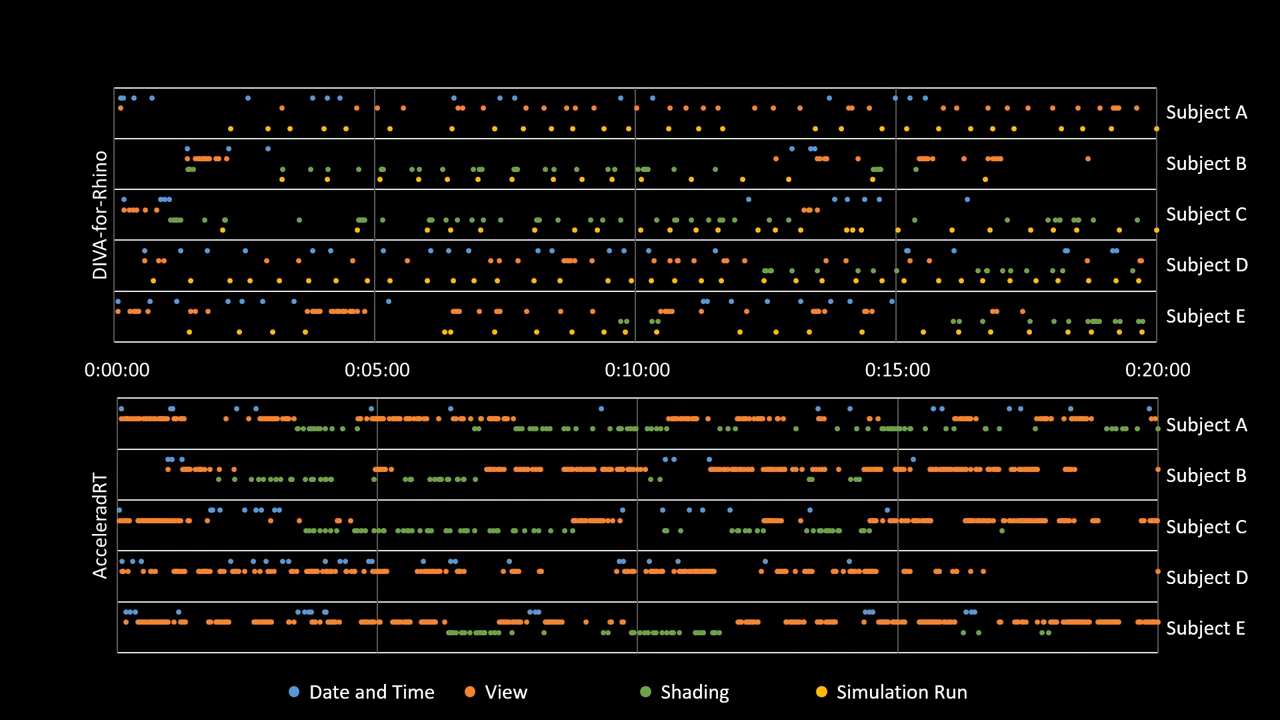 DIVA-for-Rhino
Subject A
Subject B
Subject C
Subject D
Subject E
0:00:00 0:05:00 0:10:00 0:15:00 0:20:00
AcceleradRT
Subject A
Subject B
Subject C
Subject D
Subject E
Date and Time View Shading Simulation Run